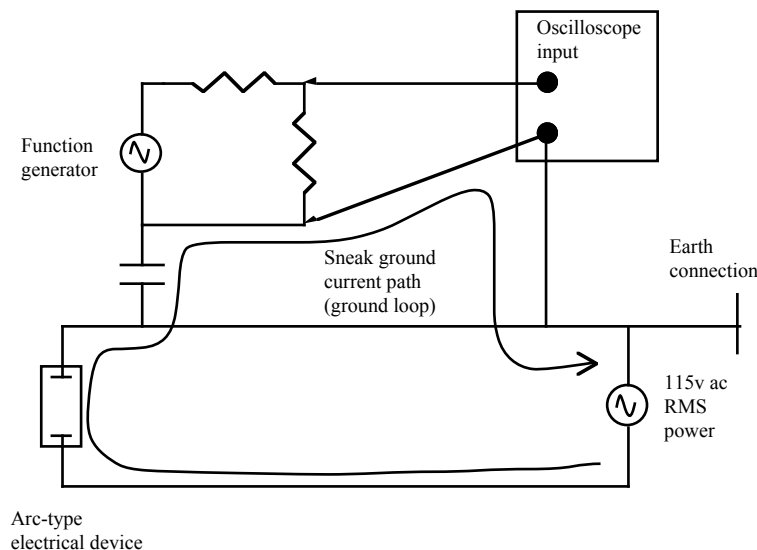 Oscilloscope
input
Function
generator
Sneak ground
current path
(ground loop)
Earth
connection
115v ac
RMS
power
Arc-type
electrical device